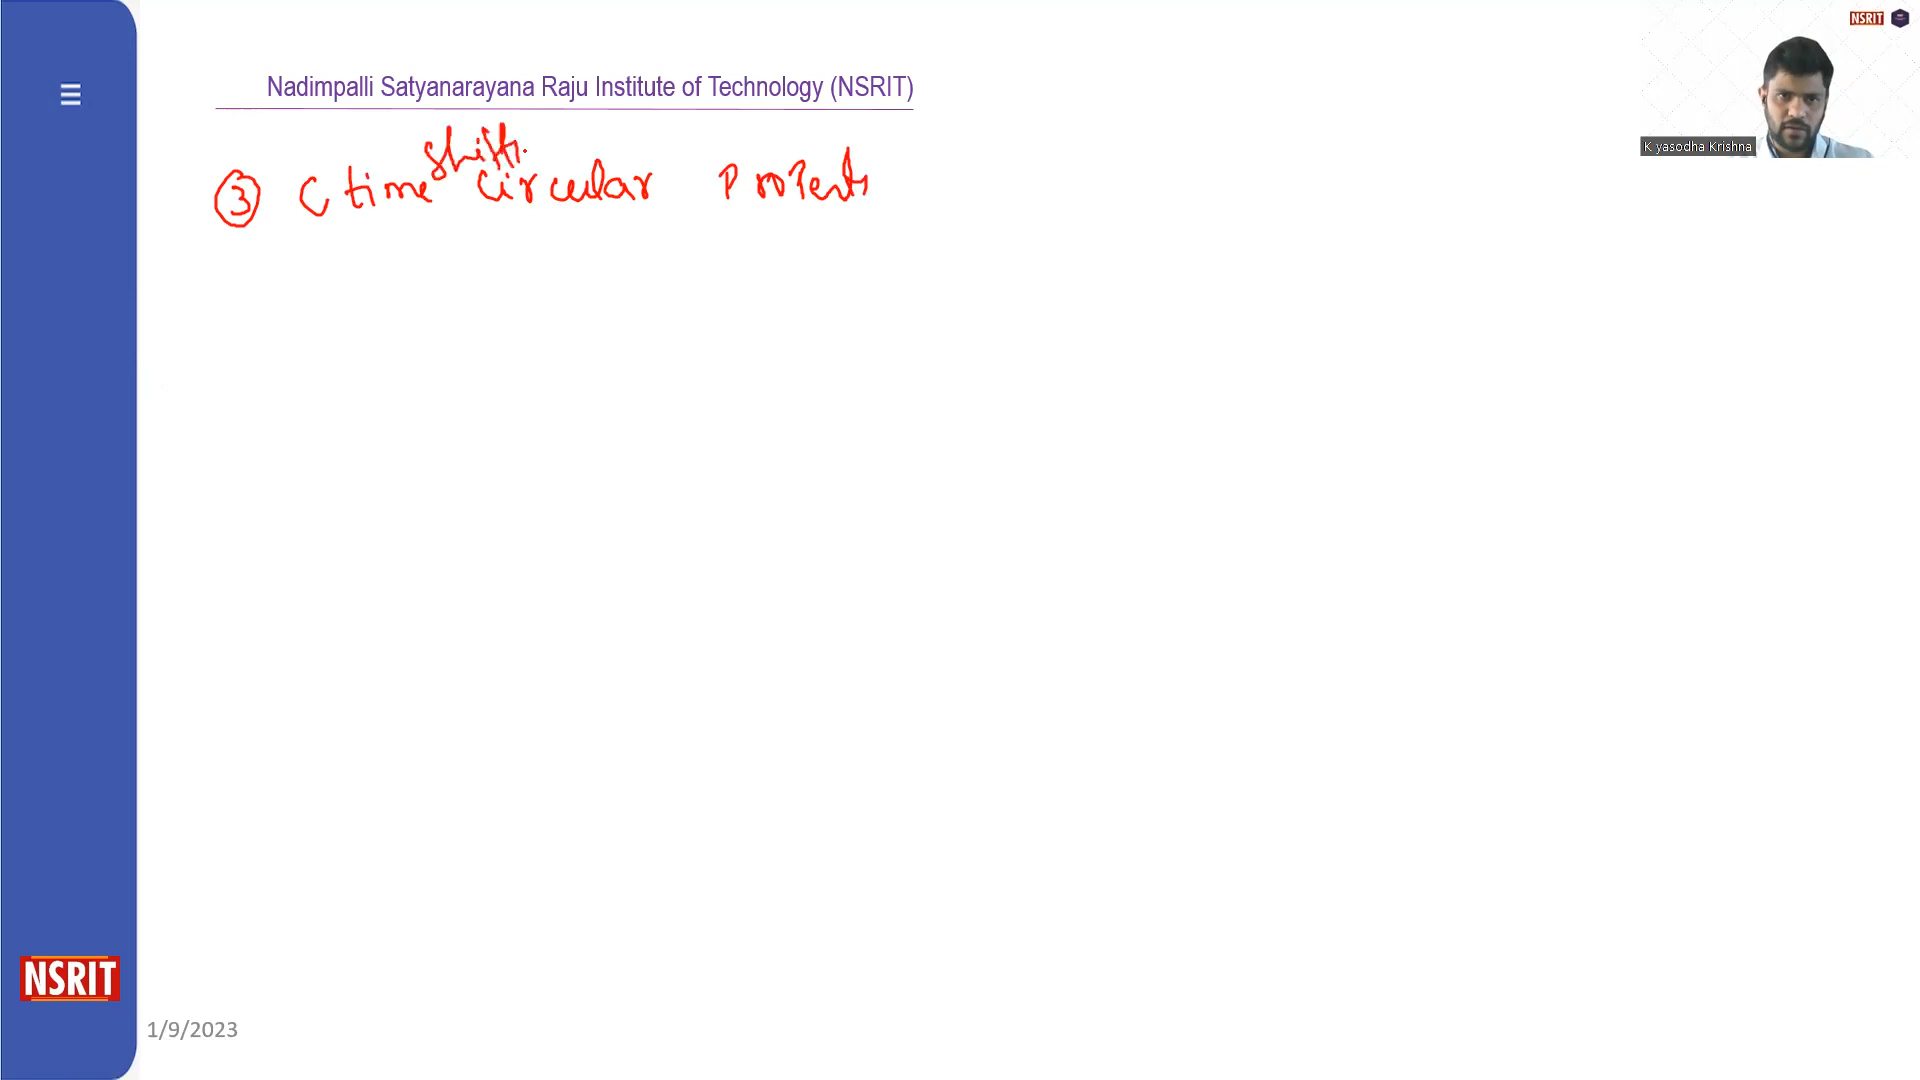 NSRIT
Nadimpalli Satyanarayana Raju Institute of Technology (NSRIT)
K yasodha Krishna
shift
③ C time circular Property
NSRIT
1/9/2023